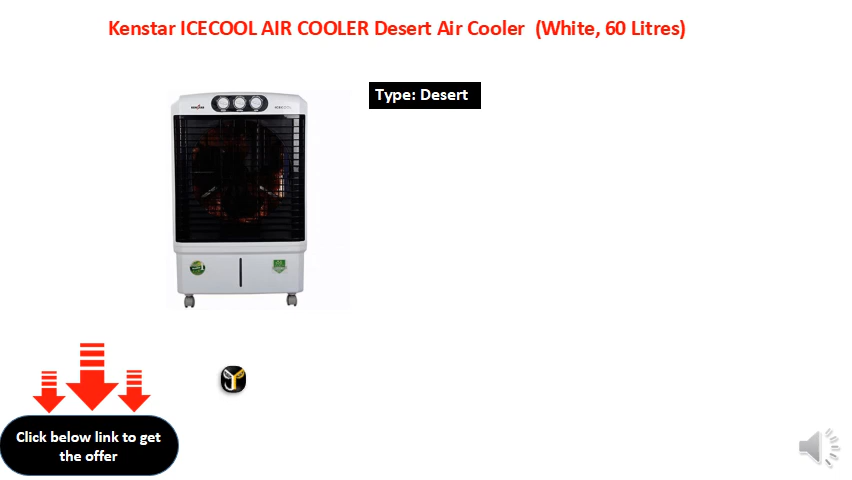 Kenstar ICECOOL AIR COOLER Desert Air Cooler (White, 60 Litres)
Type: Desert
KENSTAR
Click below link to get
the offer